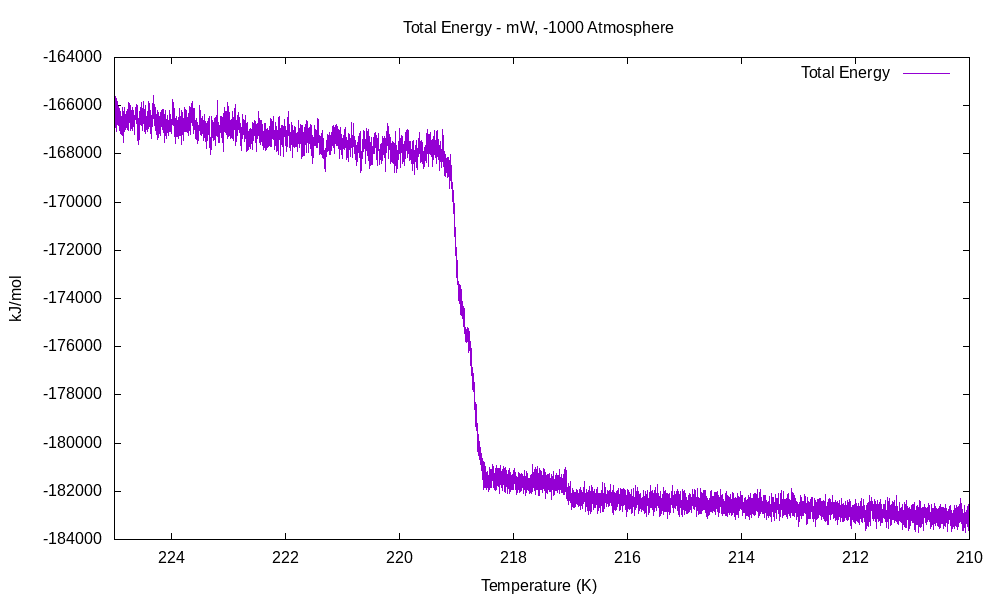 Total Energy - mW, -1000 Atmosphere
Total Energy
-164000
-166000
-168000
-170000
-172000
-174000
-176000
-178000
-180000
-182000
-184000
kJ/mol
224 222 220 218 216 214 212 210
Temperature (K)